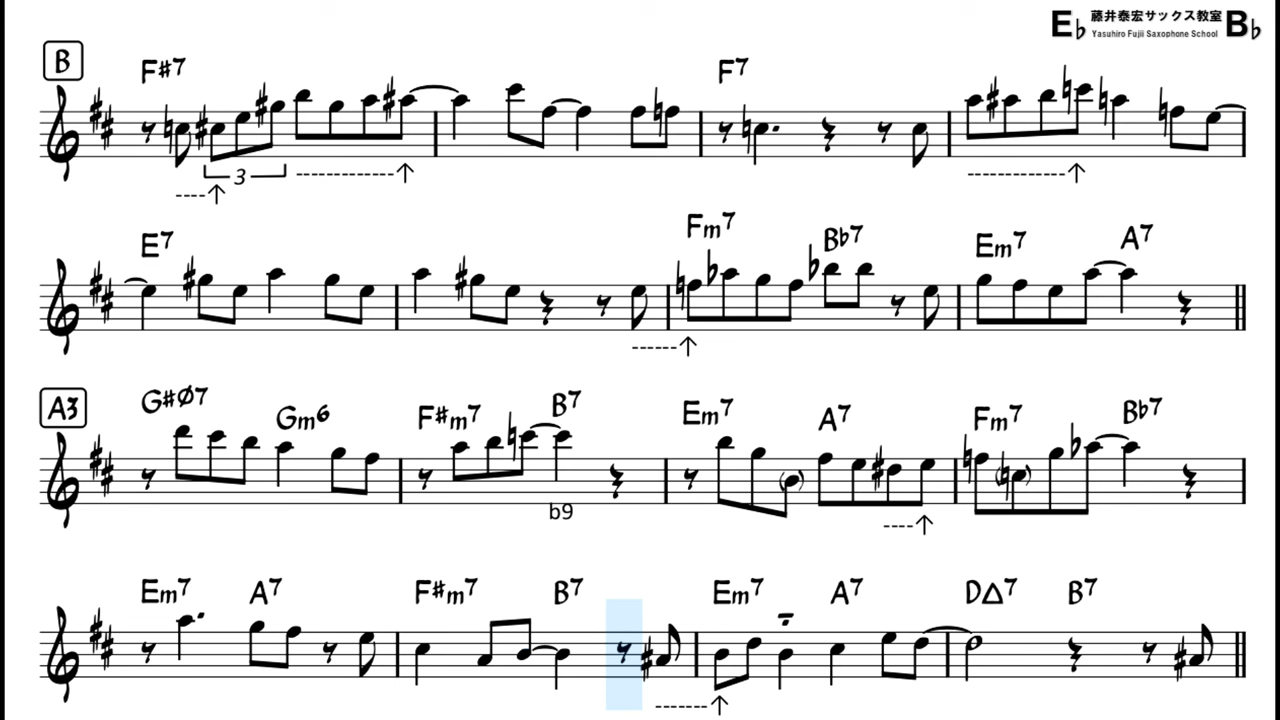 E♭ 藤井泰宏サックス教室 B♭
Yasuhiro Fujii Saxophone School
B
F#7 F7
3
E7 Fm7 B♭7 Em7 A7
A3
G#Ø7 Gm6 F#m7 B7 Em7 A7 Fm7 B♭7
b9
Em7 A7 F#m7 B7 Em7 A7 D△7 B7